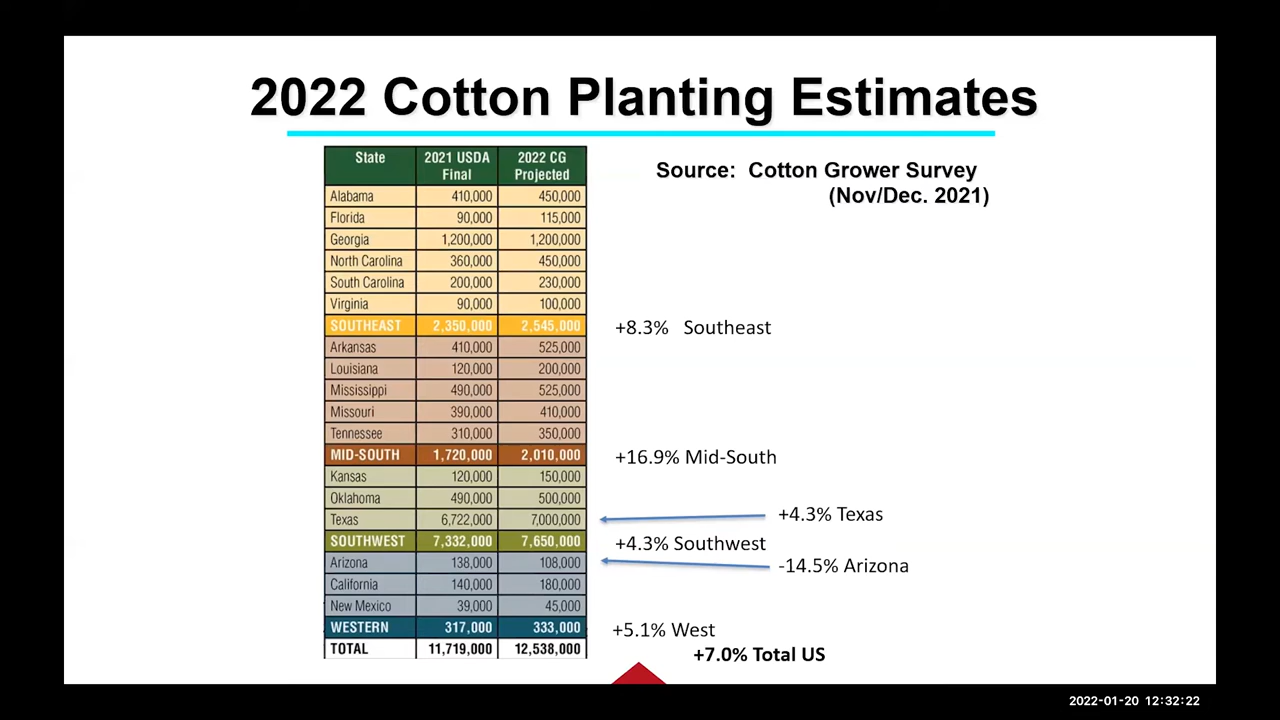 2022 Cotton Planting Estimates
Source: Cotton Grower Survey
(Nov/Dec. 2021)
State 2021 USDA Final 2022 CG Projected
Alabama 410,000 450,000
Florida 90,000 115,000
Georgia 1,200,000 1,200,000
North Carolina 360,000 450,000
South Carolina 200,000 230,000
Virginia 90,000 100,000
SOUTHEAST 2,350,000 2,545,000 +8.3% Southeast
Arkansas 410,000 525,000
Louisiana 120,000 200,000
Mississippi 490,000 525,000
Missouri 390,000 410,000
Tennessee 310,000 350,000
MID-SOUTH 1,720,000 2,010,000 +16.9% Mid-South
Kansas 120,000 150,000
Oklahoma 490,000 500,000
Texas 6,722,000 7,000,000 +4.3% Texas
SOUTHWEST 7,332,000 7,650,000 +4.3% Southwest
Arizona 138,000 108,000 -14.5% Arizona
California 140,000 180,000
New Mexico 39,000 45,000
WESTERN 317,000 333,000 +5.1% West
TOTAL 11,719,000 12,538,000 +7.0% Total US
2022-01-20 12:32:22